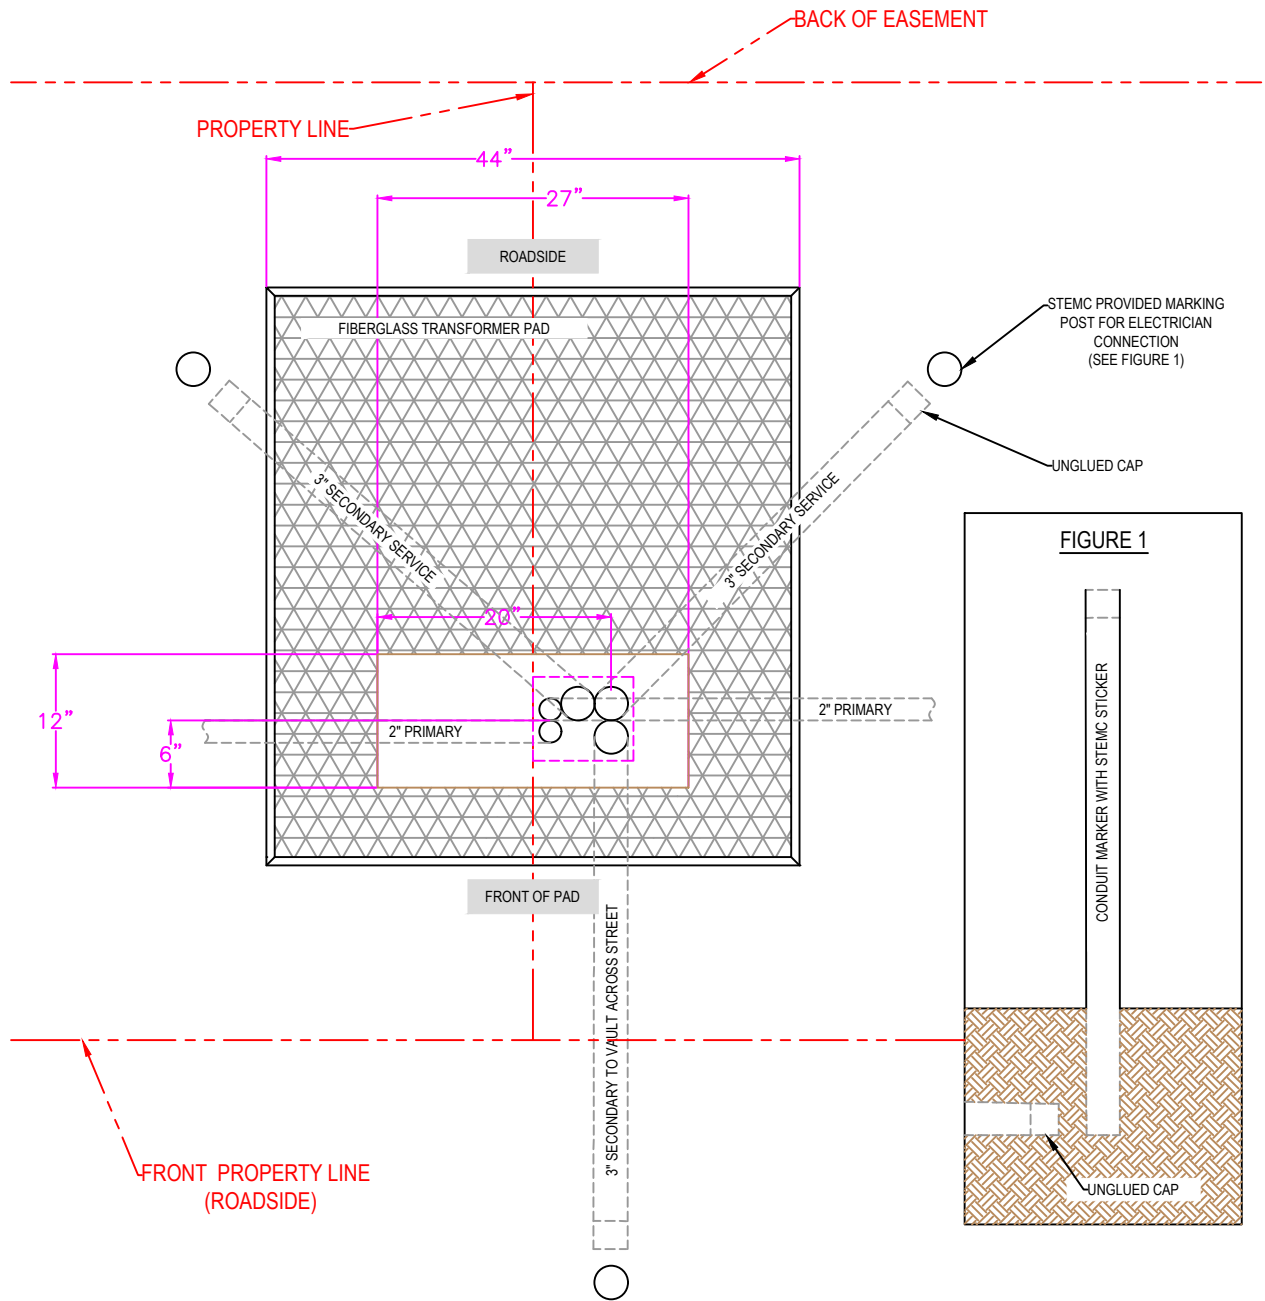 BACK OF EASEMENT
PROPERTY LINE
44"
27"
ROADSIDE
FIBERGLASS TRANSFORMER PAD
STEMC PROVIDED MARKING
POST FOR ELECTRICIAN
CONNECTION
(SEE FIGURE 1)
UNGLUED CAP
3" SECONDARY SERVICE
3" SECONDARY SERVICE
FIGURE 1
20"
12"
6"
2" PRIMARY
2" PRIMARY
CONDUIT MARKER WITH STEMC STICKER
FRONT OF PAD
3" SECONDARY TO VAULT ACROSS STREET
FRONT PROPERTY LINE
(ROADSIDE)
UNGLUED CAP